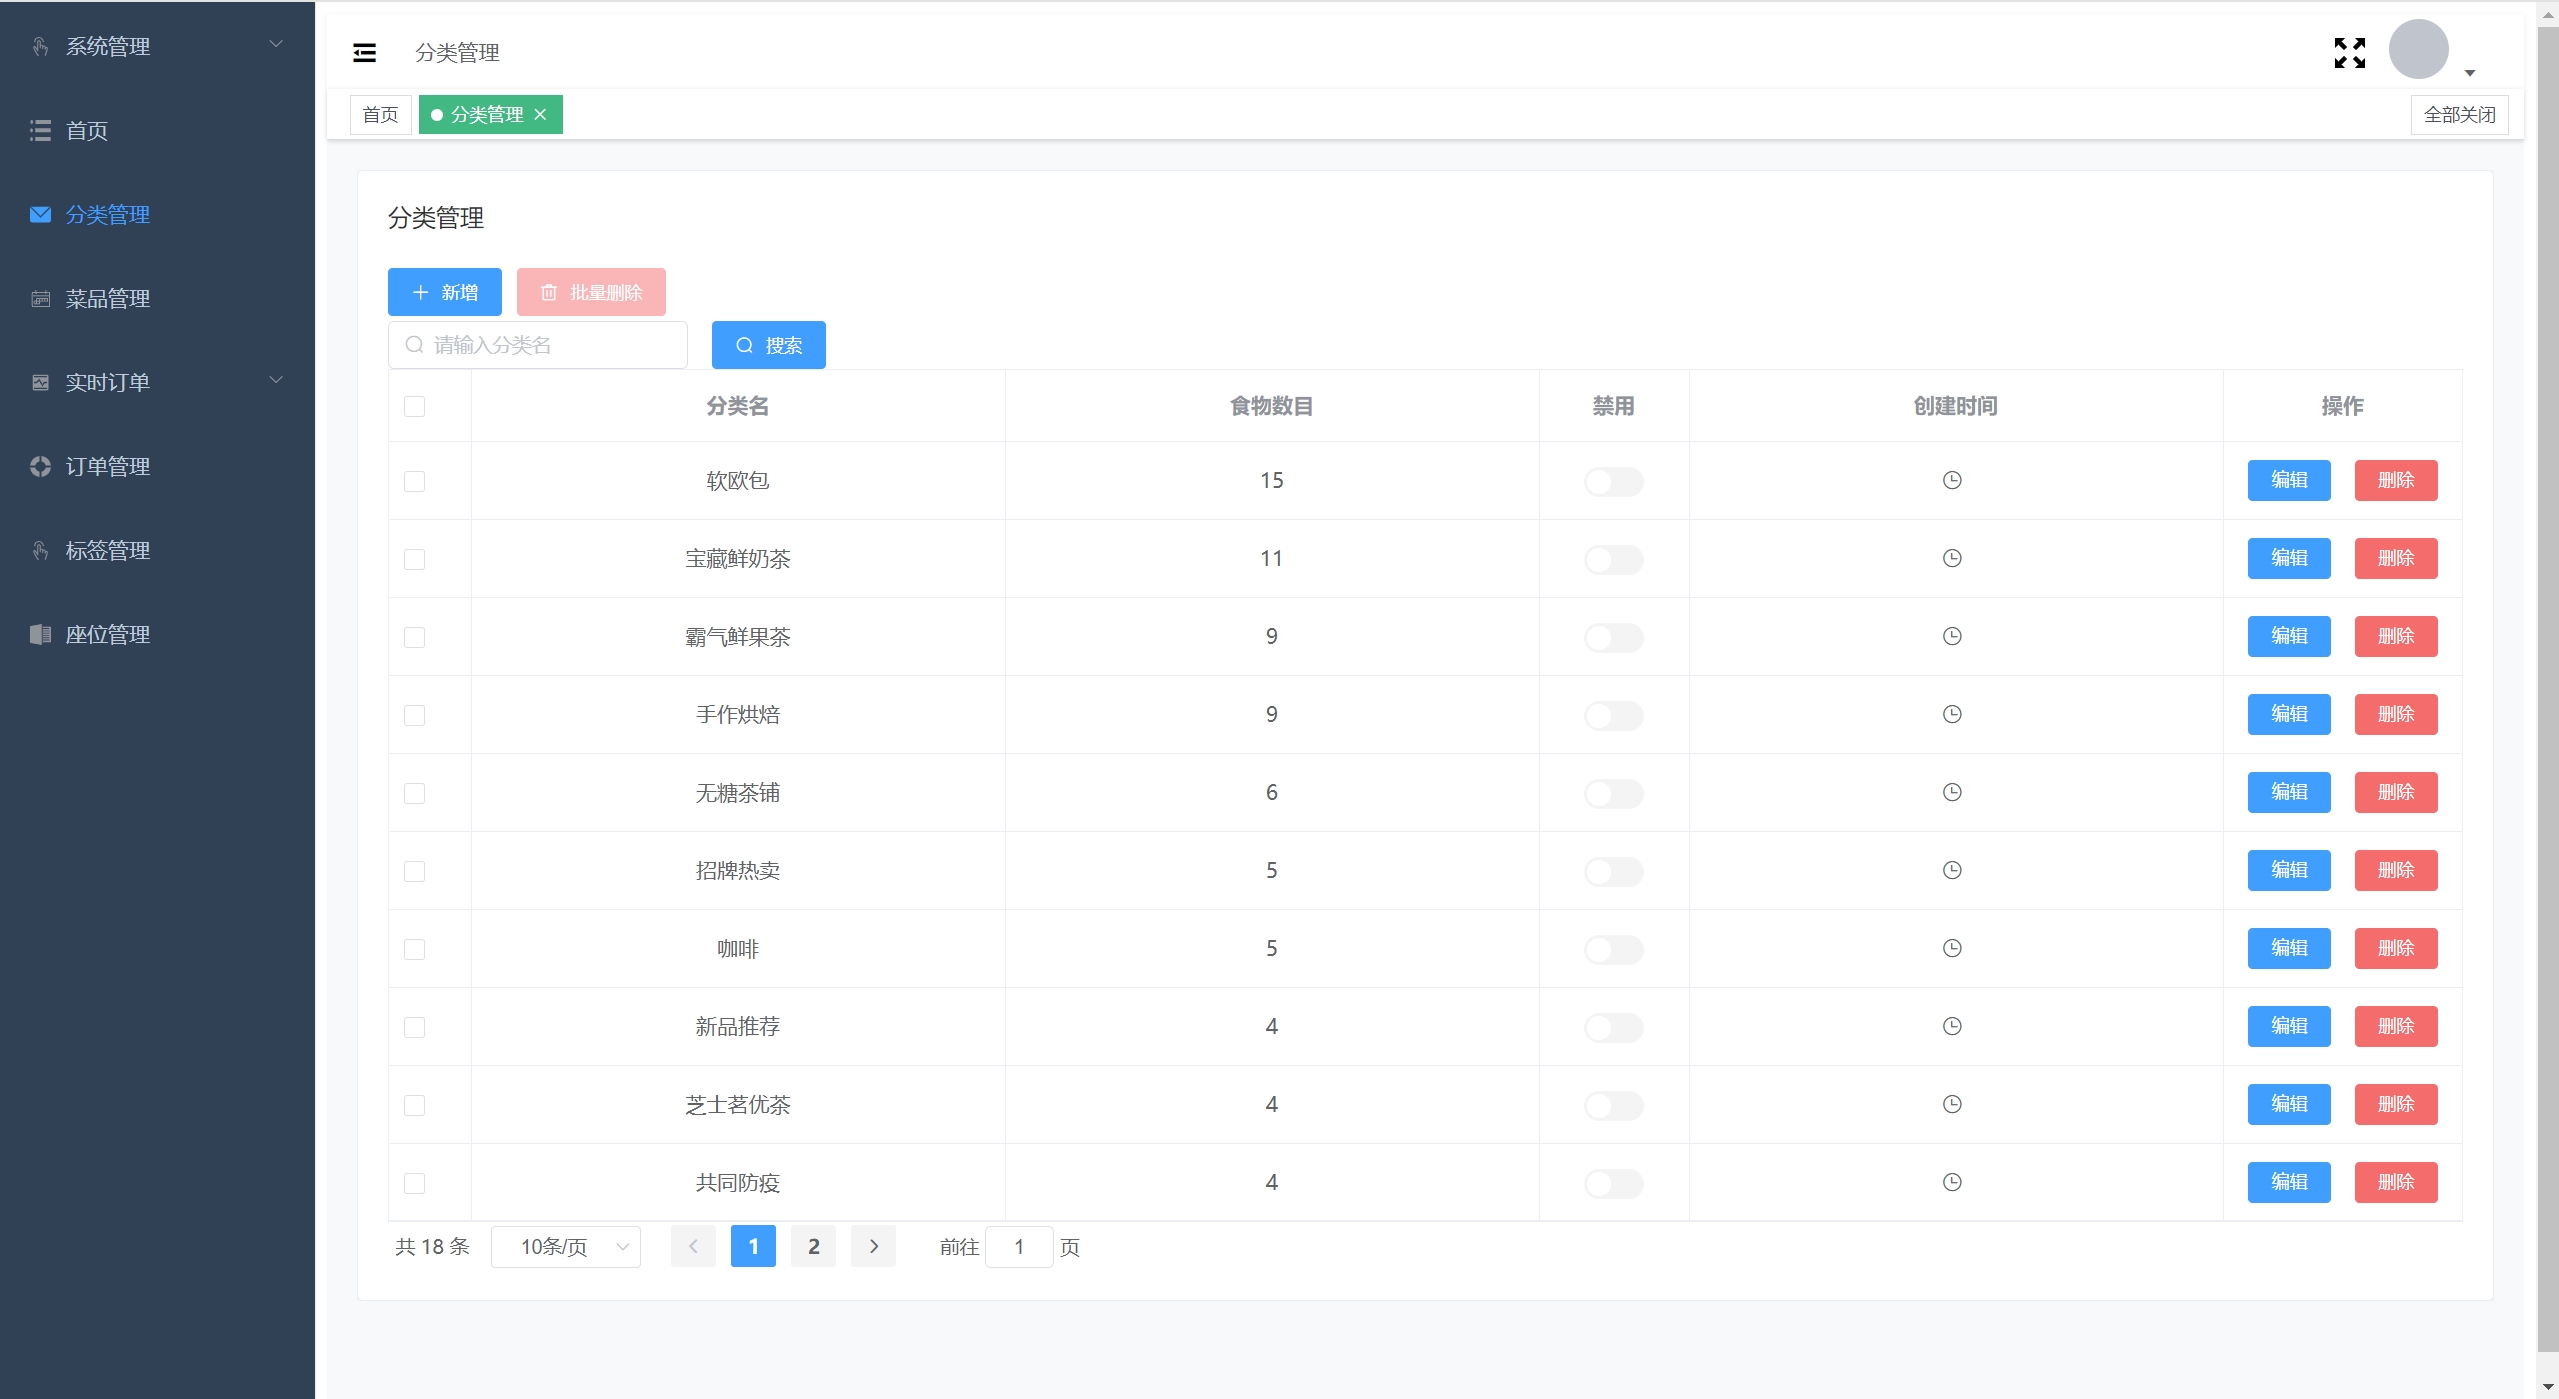 系统管理
首页
分类管理
菜品管理
实时订单
订单管理
标签管理
座位管理
分类管理
首页
分类管理
全部关闭
分类管理
新增
批量删除
请输入分类名
搜索
分类名 食物数目 禁用 创建时间 操作
软欧包 15 编辑 删除
宝藏鲜奶茶 11 编辑 删除
霸气鲜果茶 9 编辑 删除
手作烘焙 9 编辑 删除
无糖茶铺 6 编辑 删除
招牌热卖 5 编辑 删除
咖啡 5 编辑 删除
新品推荐 4 编辑 删除
芝士茗优茶 4 编辑 删除
共同防疫 4 编辑 删除
共 18 条 10条/页 1 2 前往 1 页